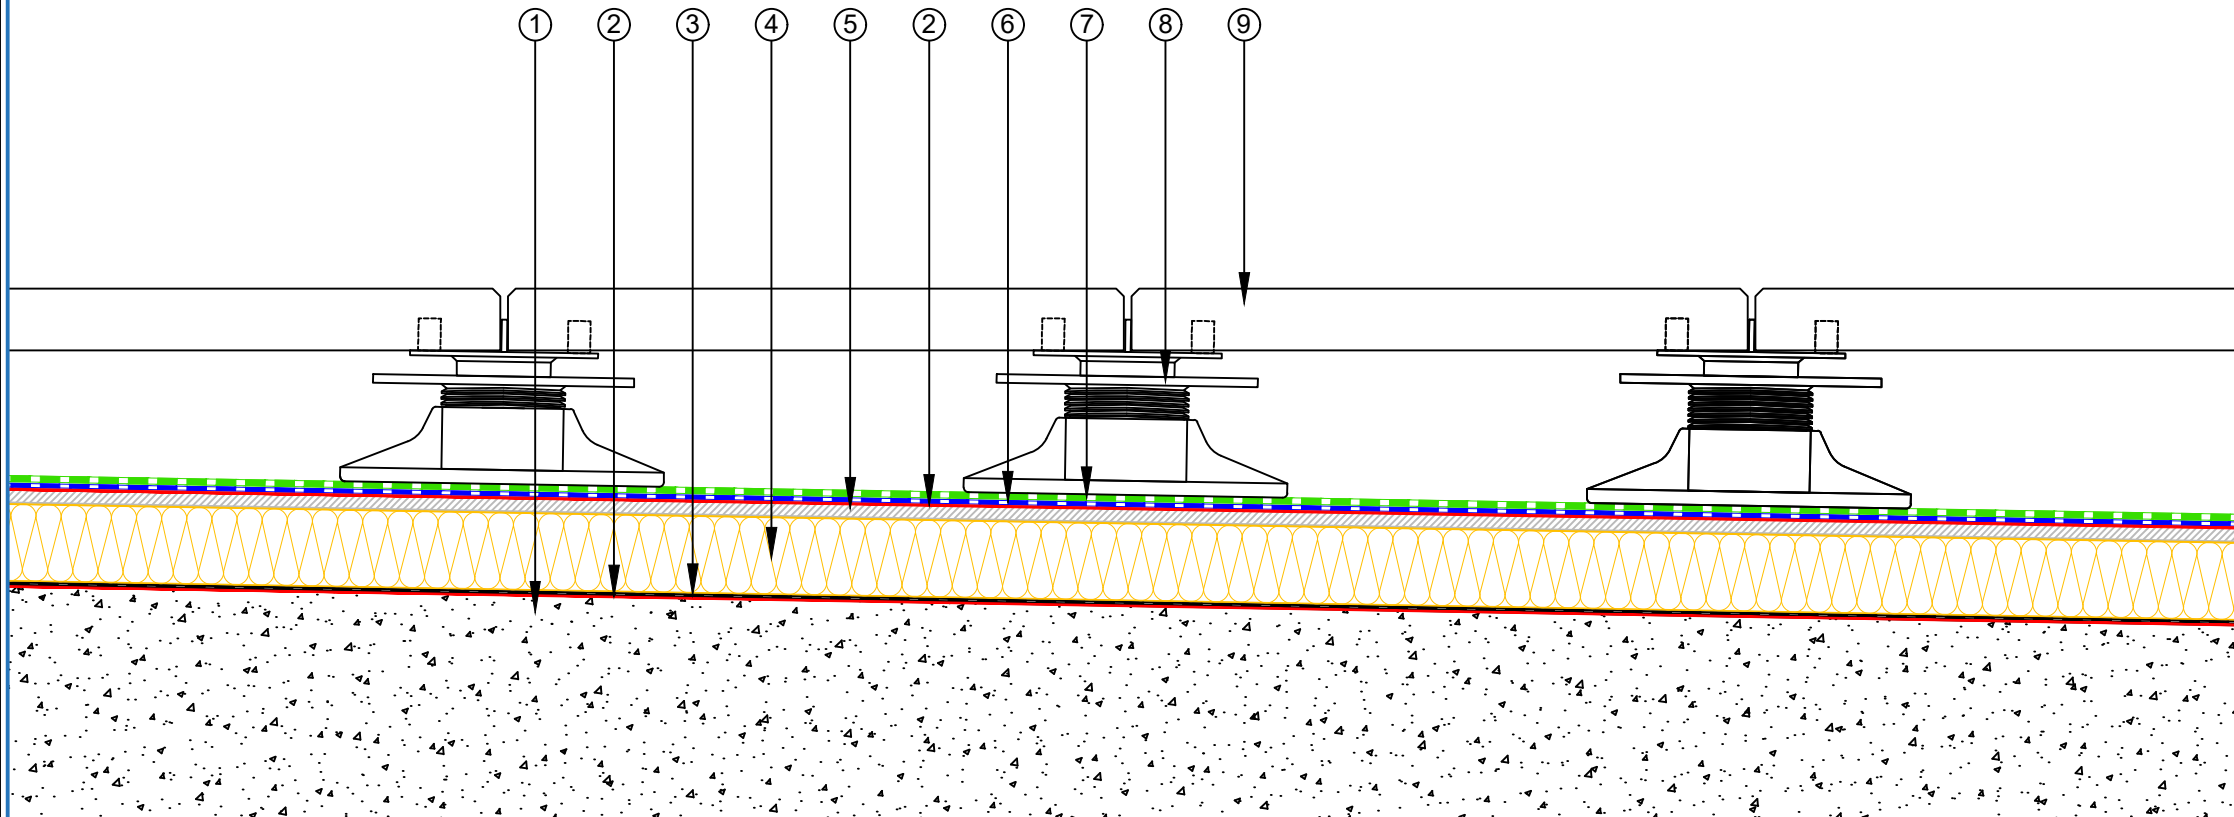 ① ② ③ ④ ⑤ ② ⑥ ⑦ ⑧ ⑨